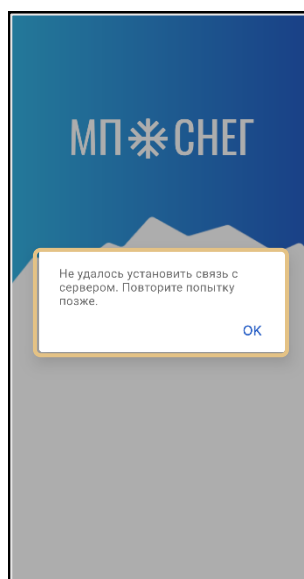 МП СНЕГ
Не удалось установить связь с
сервером. Повторите попытку
позже.
OK